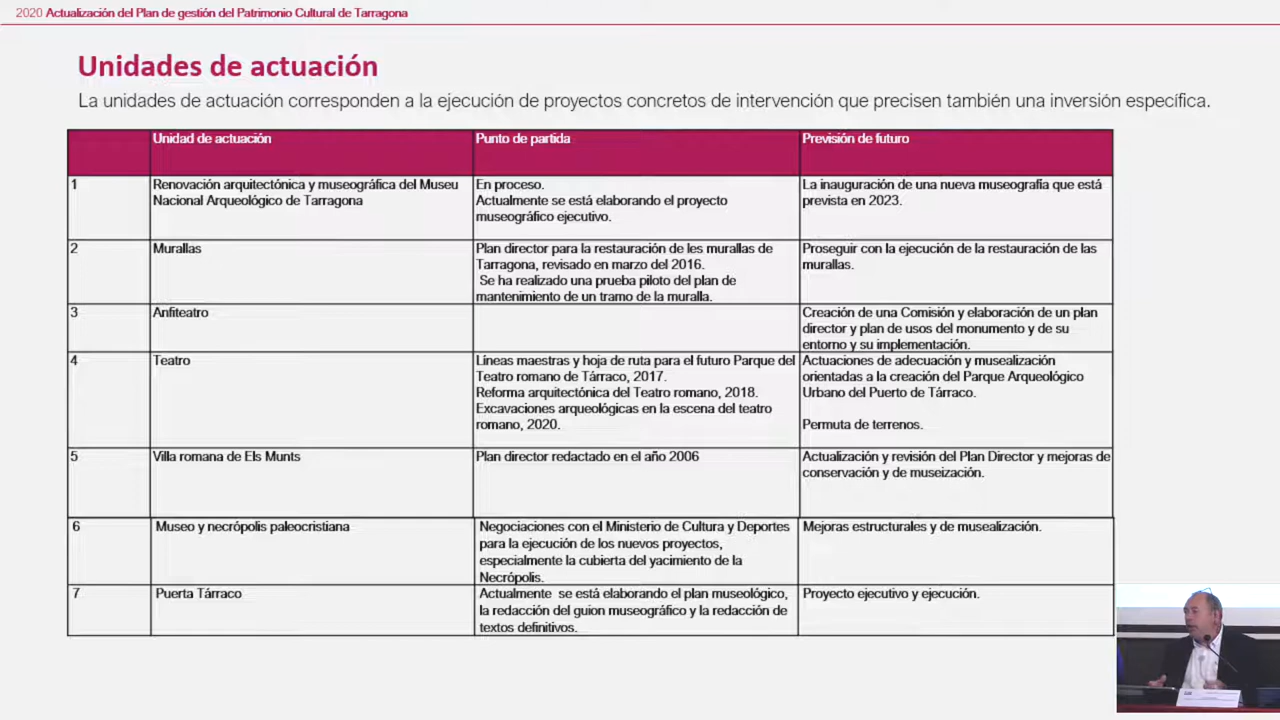 2020 Actualización del Plan de gestión del Patrimonio Cultural de Tarragona
Unidades de actuación
La unidades de actuación corresponden a la ejecución de proyectos concretos de intervención que precisen también una inversión específica.
Unidad de actuación
Punto de partida
Previsión de futuro
1
Renovación arquitectónica y museográfica del Museu
Nacional Arqueológico de Tarragona
En proceso.
Actualmente se está elaborando el proyecto
museográfico ejecutivo.
La inauguración de una nueva museografía que está
prevista en 2023.
2
Murallas
Plan director para la restauración de les murallas de
Tarragona, revisado en marzo del 2016.
Se ha realizado una prueba piloto del plan de
mantenimiento de un tramo de la muralla.
Proseguir con la ejecución de la restauración de las
murallas.
3
Anfiteatro
Creación de una Comisión y elaboración de un plan
director y plan de usos del monumento y de su
entorno y su implementación.
4
Teatro
Líneas maestras y hoja de ruta para el futuro Parque del
Teatro romano de Tárraco, 2017.
Reforma arquitectónica del Teatro romano, 2018.
Excavaciones arqueológicas en la escena del teatro
romano, 2020.
Actuaciones de adecuación y musealización
orientadas a la creación del Parque Arqueológico
Urbano del Puerto de Tárraco.
Permuta de terrenos.
5
Villa romana de Els Munts
Plan director redactado en el año 2006
Actualización y revisión del Plan Director y mejoras de
conservación y de museización.
6
Museo y necrópolis paleocristiana
Negociaciones con el Ministerio de Cultura y Deportes
para la ejecución de los nuevos proyectos,
especialmente la cubierta del yacimiento de la
Necrópolis.
Mejoras estructurales y de musealización.
7
Puerta Tárraco
Actualmente se está elaborando el plan museológico,
la redacción del guion museográfico y la redacción de
textos definitivos.
Proyecto ejecutivo y ejecución.